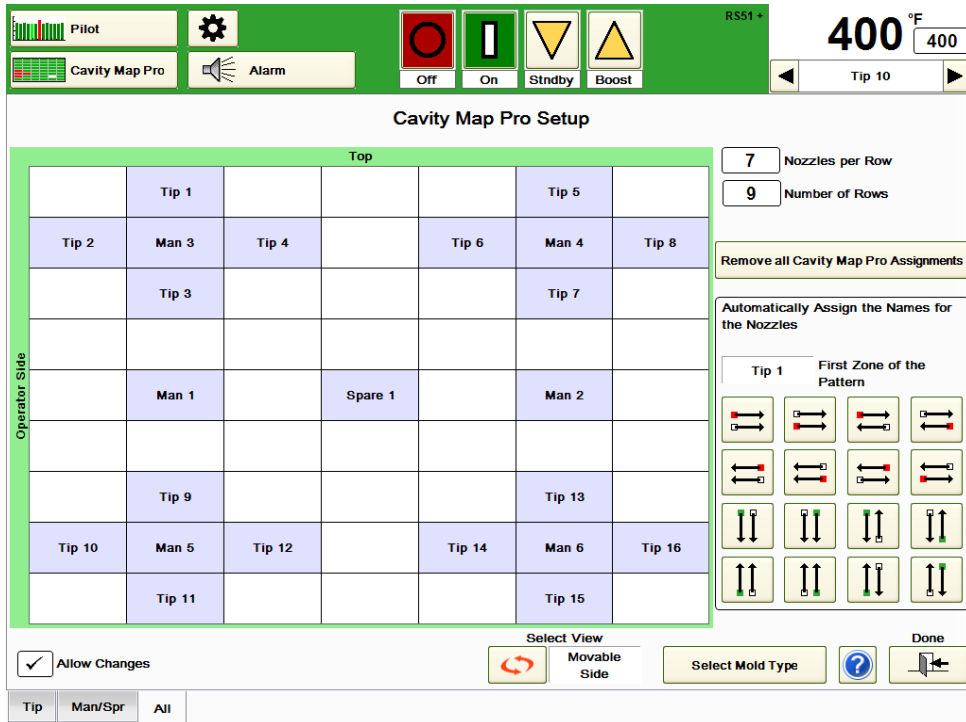 Pilot
RS51 +
400 °F
400
Cavity Map Pro
Alarm
Off On Stndby Boost
Tip 10
Cavity Map Pro Setup
Top
7 Nozzles per Row
9 Number of Rows
Tip 1 Tip 5
Tip 2 Man 3 Tip 4 Tip 6 Man 4 Tip 8
Remove all Cavity Map Pro Assignments
Tip 3 Tip 7
Automatically Assign the Names for
the Nozzles
Operator Side
Tip 1
First Zone of the
Pattern
Man 1 Spare 1 Man 2
Tip 9 Tip 13
Tip 10 Man 5 Tip 12 Tip 14 Man 6 Tip 16
Tip 11 Tip 15
Allow Changes
Select View
Movable
Side
Select Mold Type
?
Done
Tip Man/Spr All